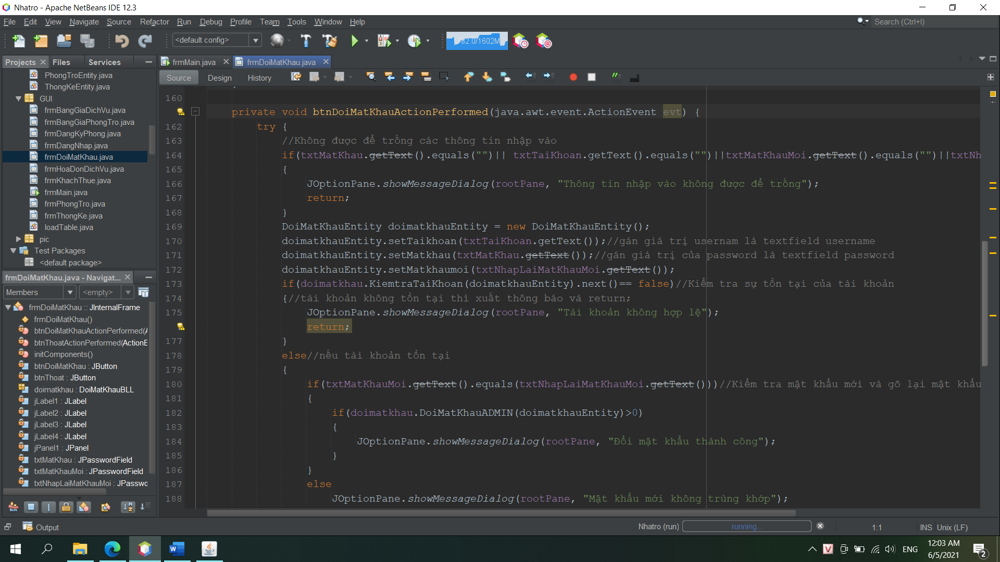 Nhatro - Apache NetBeans IDE 12.3
File Edit View Navigate Source Refactor Run Debug Profile Team Tools Window Help
Search (Ctrl+I)
<default config>
82.0/1602M
Projects Files Services
frmMain.java frmDoiMatKhau.java
Source Design History
PhongTroEntity.java
ThongKeEntity.java
GUI
frmBangGiaDichVu.java
frmBangGiaPhongTro.java
frmDangKyPhong.java
frmDangNhap.java
frmDoiMatKhau.java
frmHoaDonDichVu.java
frmKhachThue.java
frmMain.java
frmPhongTro.java
frmThongKe.java
loadTable.java
pic
Test Packages
<default package>
frmDoiMatKhau.java - Navigat...
Members <empty>
frmDoiMatKhau :: JInternalFrame
frmDoiMatKhau()
btnDoiMatKhauActionPerformed(A
btnThoatActionPerformed(ActionE
initComponents()
btnDoiMatKhau : JButton
btnThoat : JButton
doimatkhau : DoiMatKhauBLL
jLabel1 : JLabel
jLabel2 : JLabel
jLabel3 : JLabel
jLabel4 : JLabel
jPanel1 : JPanel
txtMatKhau : JPasswordField
txtMatKhauMoi : JPasswordField
txtNhapLaiMatKhauMoi : JPasswo
160
private void btnDoiMatKhauActionPerformed(java.awt.event.ActionEvent evt) {
162 try {
163 //Không được để trống các thông tin nhập vào
164 if(txtMatKhau.getText().equals("")|| txtTaiKhoan.getText().equals("")||txtMatKhauMoi.getText().equals("")||txtNh
165 {
166 JOptionPane.showMessageDialog(rootPane, "Thông tin nhập vào không được để trống");
167 return;
168 }
169 DoiMatKhauEntity doimatkhauEntity = new DoiMatKhauEntity();
170 doimatkhauEntity.setTaikhoan(txtTaiKhoan.getText());//gán giá trị usernam là textfield username
171 doimatkhauEntity.setMatkhau(txtMatKhau.getText());//gán giá trị của password là textfield password
172 doimatkhauEntity.setMatkhaumoi(txtNhapLaiMatKhauMoi.getText());
173 if(doimatkhau.KiemtraTaiKhoan(doimatkhauEntity).next()== false)//Kiểm tra sự tồn tại của tài khoản
174 {//tài khoản không tồn tại thì xuất thông báo và return;
175 JOptionPane.showMessageDialog(rootPane, "Tài khoản không hợp lệ");
return;
177 }
178 else//nếu tài khoản tồn tại
179 {
180 if(txtMatKhauMoi.getText().equals(txtNhapLaiMatKhauMoi.getText()))//Kiểm tra mật khẩu mới và gõ lại mật khẩu
181 {
182 if(doimatkhau.DoiMatKhauADMIN(doimatkhauEntity)>0)
183 {
184 JOptionPane.showMessageDialog(rootPane, "Đổi mật khẩu thành công");
185 }
186 }
187 else
188 JOptionPane.showMessageDialog(rootPane, "Mật khẩu mới không trùng khớp");
Output
Nhatro (run) running...
1:1 INS Unix (LF)
ENG
12:03 AM
6/5/2021
2